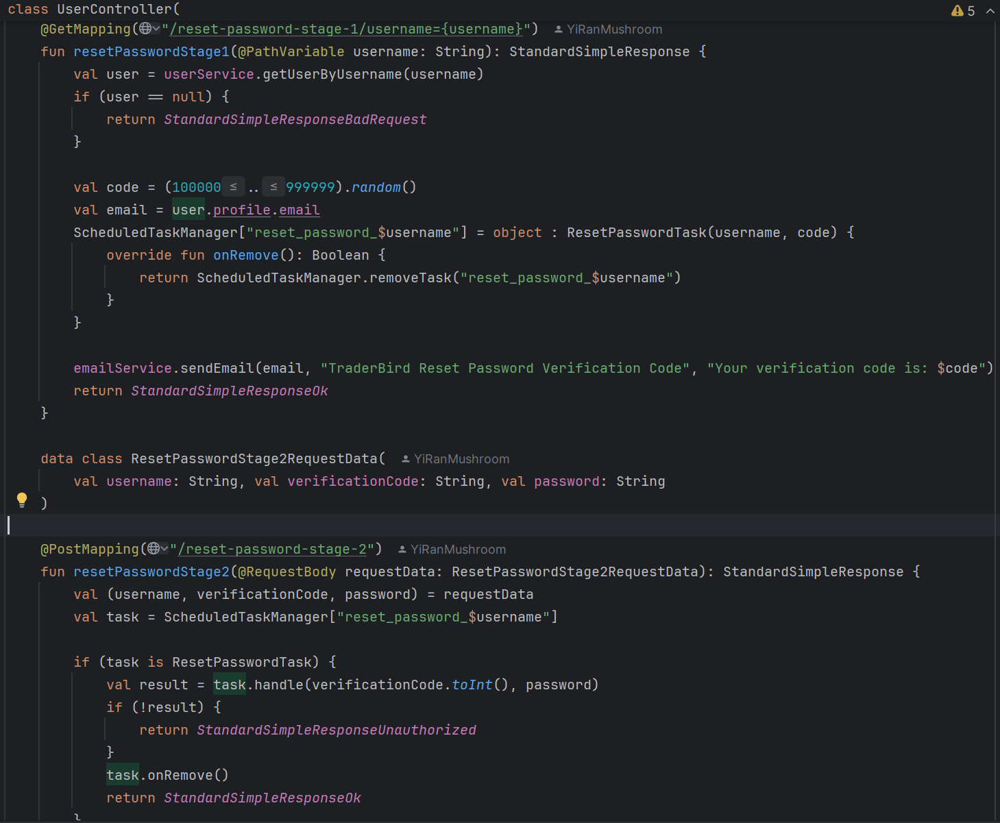 class UserController(
5
@GetMapping("/reset-password-stage-1/username={username}") YiRanMushroom
fun resetPasswordStage1(@PathVariable username: String): StandardSimpleResponse {
val user = userService.getUserByUsername(username)
if (user == null) {
return StandardSimpleResponseBadRequest
}
val code = (100000 ≤ .. ≤ 999999).random()
val email = user.profile.email
ScheduledTaskManager["reset_password_$username"] = object : ResetPasswordTask(username, code) {
override fun onRemove(): Boolean {
return ScheduledTaskManager.removeTask("reset_password_$username")
}
}
emailService.sendEmail(email, "TraderBird Reset Password Verification Code", "Your verification code is: $code")
return StandardSimpleResponseOk
}
data class ResetPasswordStage2RequestData( YiRanMushroom
val username: String, val verificationCode: String, val password: String
)
@PostMapping("/reset-password-stage-2") YiRanMushroom
fun resetPasswordStage2(@RequestBody requestData: ResetPasswordStage2RequestData): StandardSimpleResponse {
val (username, verificationCode, password) = requestData
val task = ScheduledTaskManager["reset_password_$username"]
if (task is ResetPasswordTask) {
val result = task.handle(verificationCode.toInt(), password)
if (!result) {
return StandardSimpleResponseUnauthorized
}
task.onRemove()
return StandardSimpleResponseOk
}